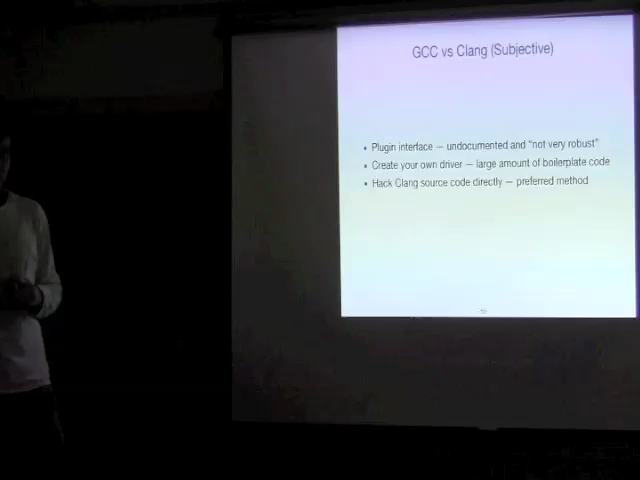 GCC vs Clang (Subjective)
• Plugin interface — undocumented and "not very robust"
• Create your own driver — large amount of boilerplate code
• Hack Clang source code directly — preferred method